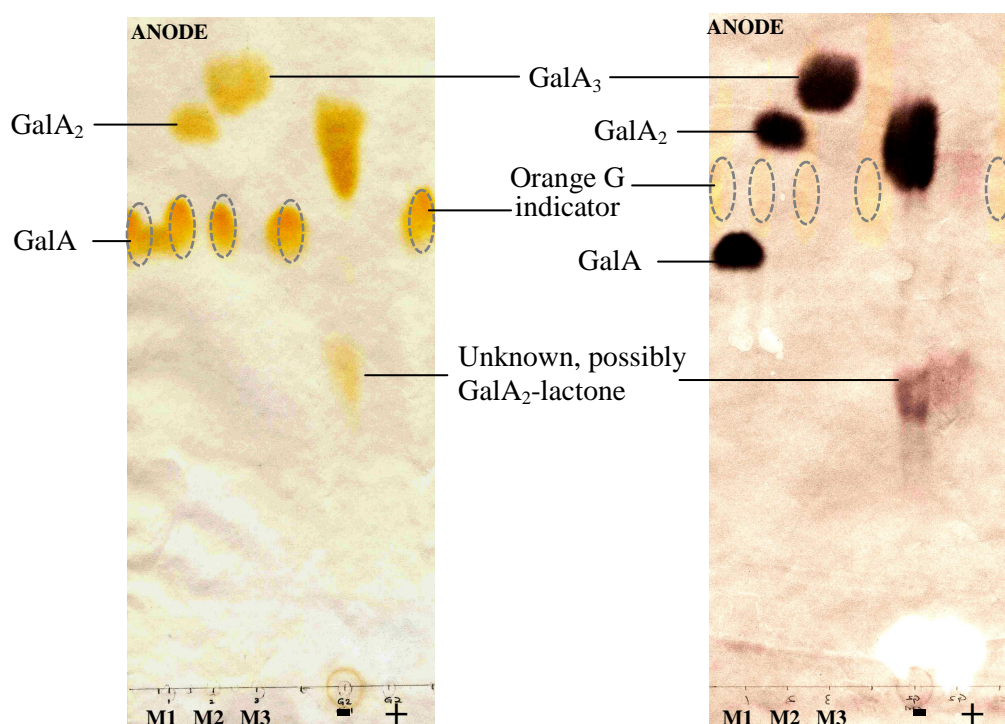 ANODE
ANODE
GalA3
GalA2
GalA2
Orange G
indicator
GalA
GalA
Unknown, possibly
GalA2-lactone
M1 M2 M3 - +
M1 M2 M3 - +